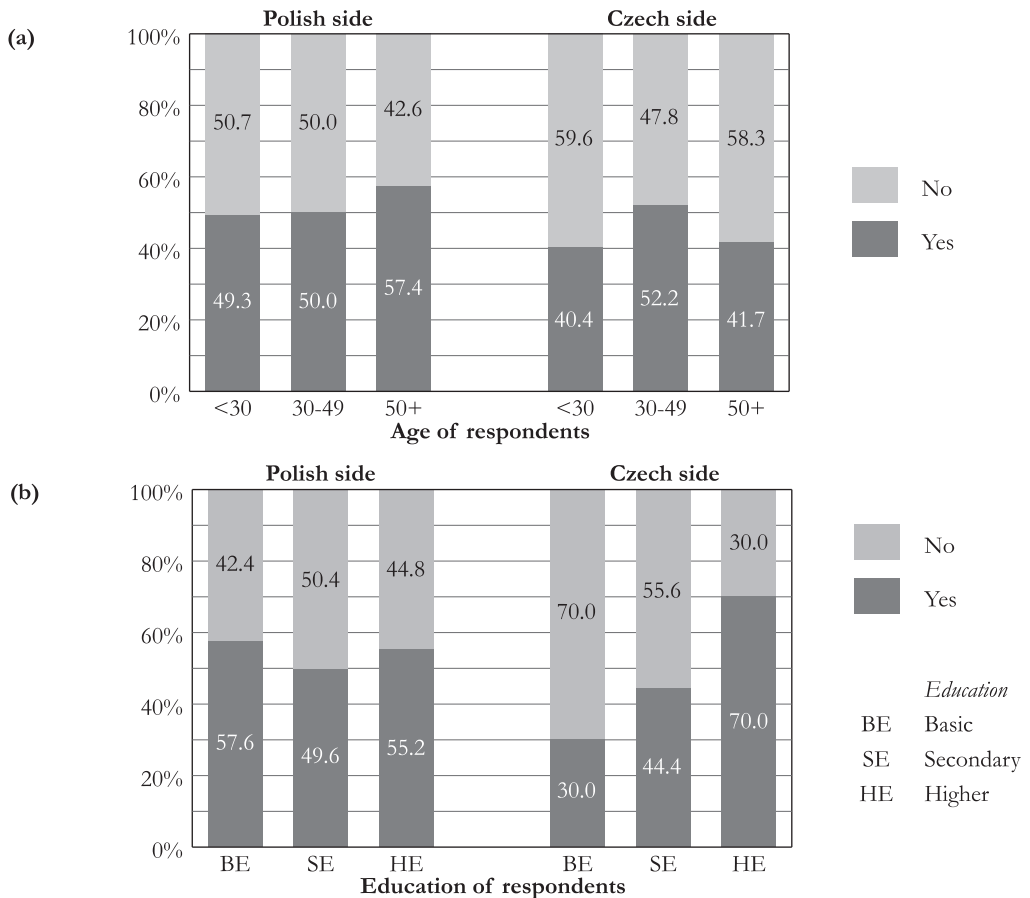 (a)
Polish side Czech side
100%
80%
60%
40%
20%
0%
50.7 50.0 42.6 59.6 47.8 58.3
49.3 50.0 57.4 40.4 52.2 41.7
<30 30-49 50+ <30 30-49 50+
Age of respondents
No
Yes
(b)
Polish side Czech side
100%
80%
60%
40%
20%
0%
42.4 50.4 44.8 70.0 55.6 30.0
57.6 49.6 55.2 30.0 44.4 70.0
BE SE HE BE SE HE
Education of respondents
No
Yes
Education
BE Basic
SE Secondary
HE Higher